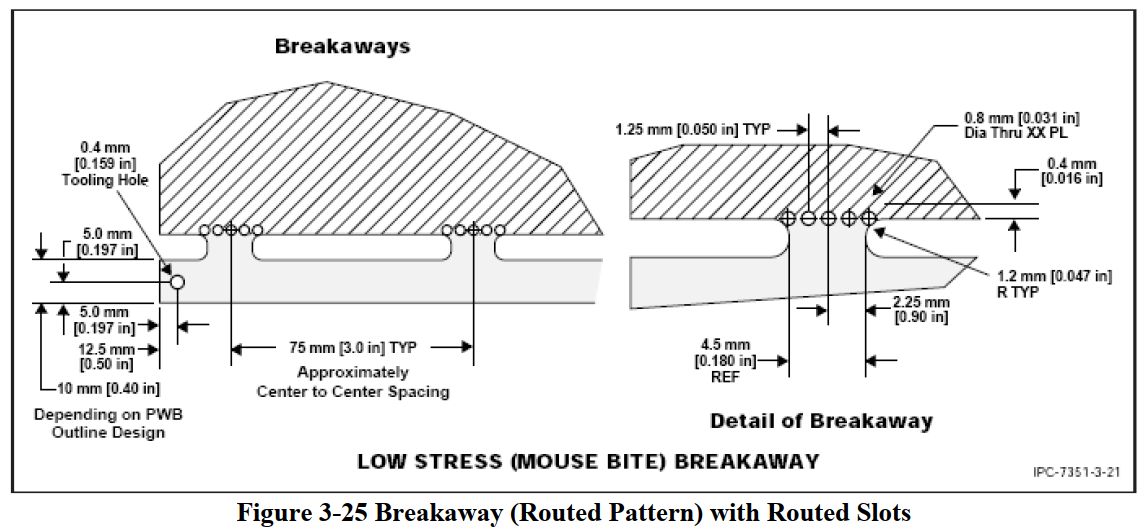 Breakaways
0.4 mm
[0.159 in]
Tooling Hole
5.0 mm
[0.197 in]
5.0 mm
[0.197 in]
12.5 mm
[0.50 in]
10 mm [0.40 in]
Depending on PWB
Outline Design
75 mm [3.0 in] TYP
Approximately
Center to Center Spacing
1.25 mm [0.050 in] TYP
0.8 mm [0.031 in]
Dia Thru XX PL
0.4 mm
[0.016 in]
1.2 mm [0.047 in]
R TYP
2.25 mm
[0.90 in]
4.5 mm
[0.180 in]
REF
Detail of Breakaway
LOW STRESS (MOUSE BITE) BREAKAWAY
IPC-7351-3-21
Figure 3-25 Breakaway (Routed Pattern) with Routed Slots